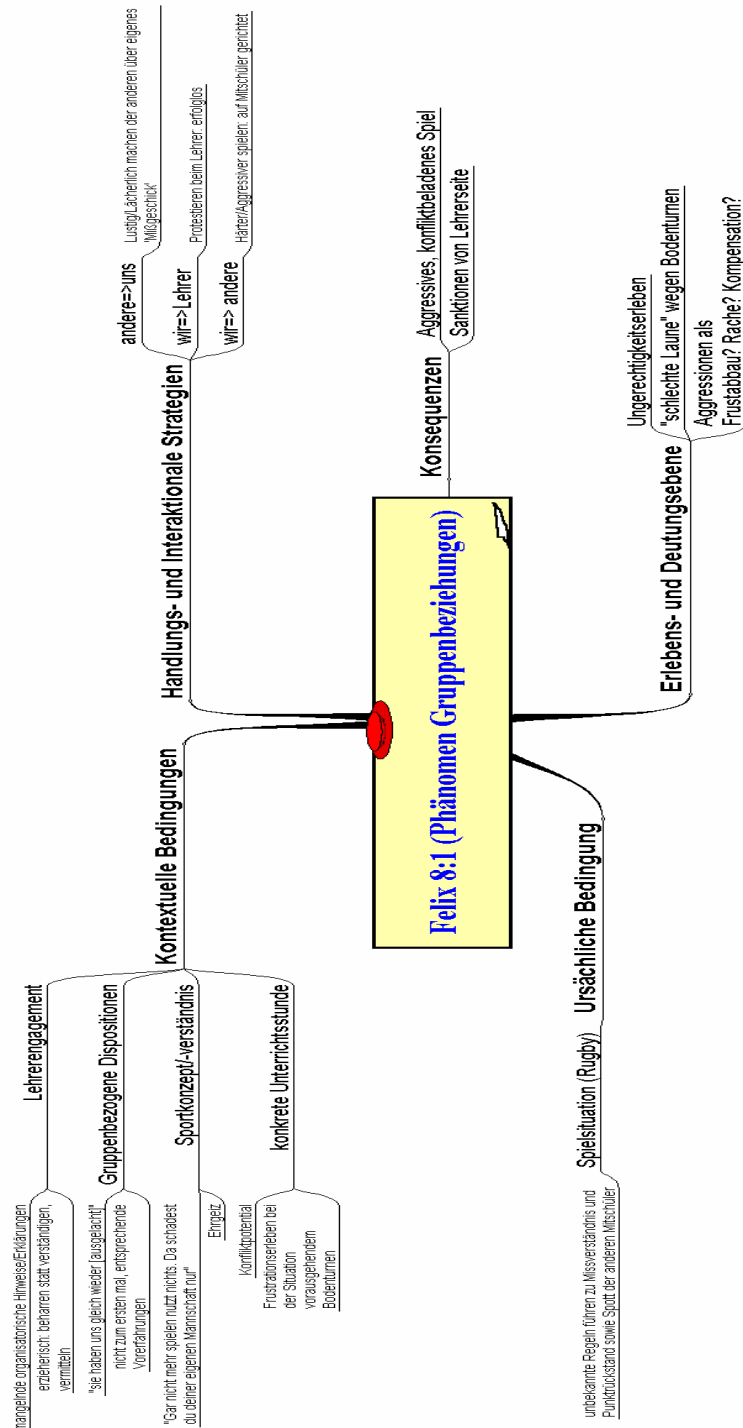 Felix 8:1 (Phänomen Gruppenbeziehungen)
Kontextuelle Bedingungen
Lehrerengagement
mangelnde organisatorische Hinweise/Erklärungen
erzieherisch: beharren statt verständigen,
vermitteln
Gruppenbezogene Dispositionen
"sie haben uns gleich wieder [ausgelacht]"
nicht zum ersten mal, entsprechende
Vorerfahrungen
Sportkonzept/-verständnis
"Gar nicht mehr spielen nutzt nichts. Da schadest
du deiner eigenen Mannschaft nur"
Ehrgeiz
konkrete Unterrichtsstunde
Konfliktpotential
Frustrationserleben bei
der Situation
vorausgehendem
Bodenturnen
Handlungs- und Interaktionale Strategien
andere=>uns
Lustig/Lächerlich machen der anderen über eigenes
'Mißgeschick'
wir=>Lehrer
Protestieren beim Lehrer: erfolglos
wir=> andere
Härter/Aggressiver spielen: auf Mitschüler gerichtet
Konsequenzen
Aggressives, konfliktbeladenes Spiel
Sanktionen von Lehrerseite
Ursächliche Bedingung
Spielsituation (Rugby)
unbekannte Regeln führen zu Missverständnis und
Punktrückstand sowie Spott der anderen Mitschüler
Erlebens- und Deutungsebene
Ungerechtigkeitserleben
"schlechte Laune" wegen Bodenturnen
Aggressionen als
Frustabbau? Rache? Kompensation?